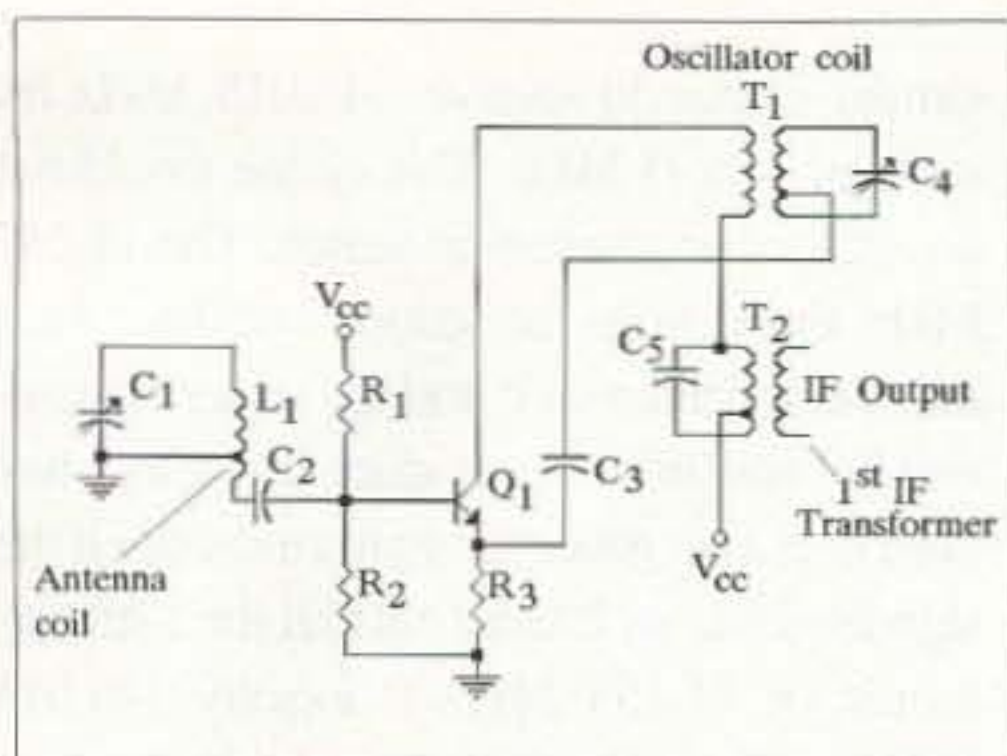 Oscillator coil
T1
C4
Vcc
T2
C5
C1
L1
R1
IF Output
C2
Q1
C3
1st IF
Transformer
Antenna
coil
R2
R3
Vcc